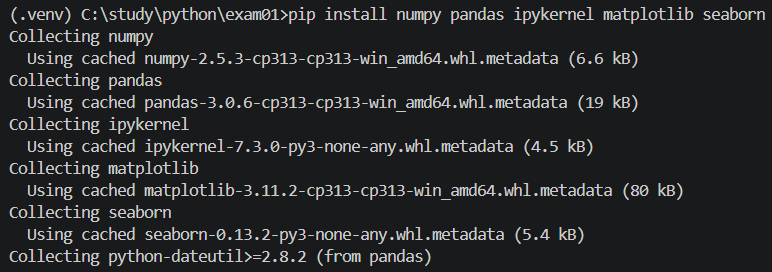 (.venv) C:\study\python\exam01>pip install numpy pandas ipykernel matplotlib seaborn
Collecting numpy
  Using cached numpy-2.5.3-cp313-cp313-win_amd64.whl.metadata (6.6 kB)
Collecting pandas
  Using cached pandas-3.0.6-cp313-cp313-win_amd64.whl.metadata (19 kB)
Collecting ipykernel
  Using cached ipykernel-7.3.0-py3-none-any.whl.metadata (4.5 kB)
Collecting matplotlib
  Using cached matplotlib-3.11.2-cp313-cp313-win_amd64.whl.metadata (80 kB)
Collecting seaborn
  Using cached seaborn-0.13.2-py3-none-any.whl.metadata (5.4 kB)
Collecting python-dateutil>=2.8.2 (from pandas)